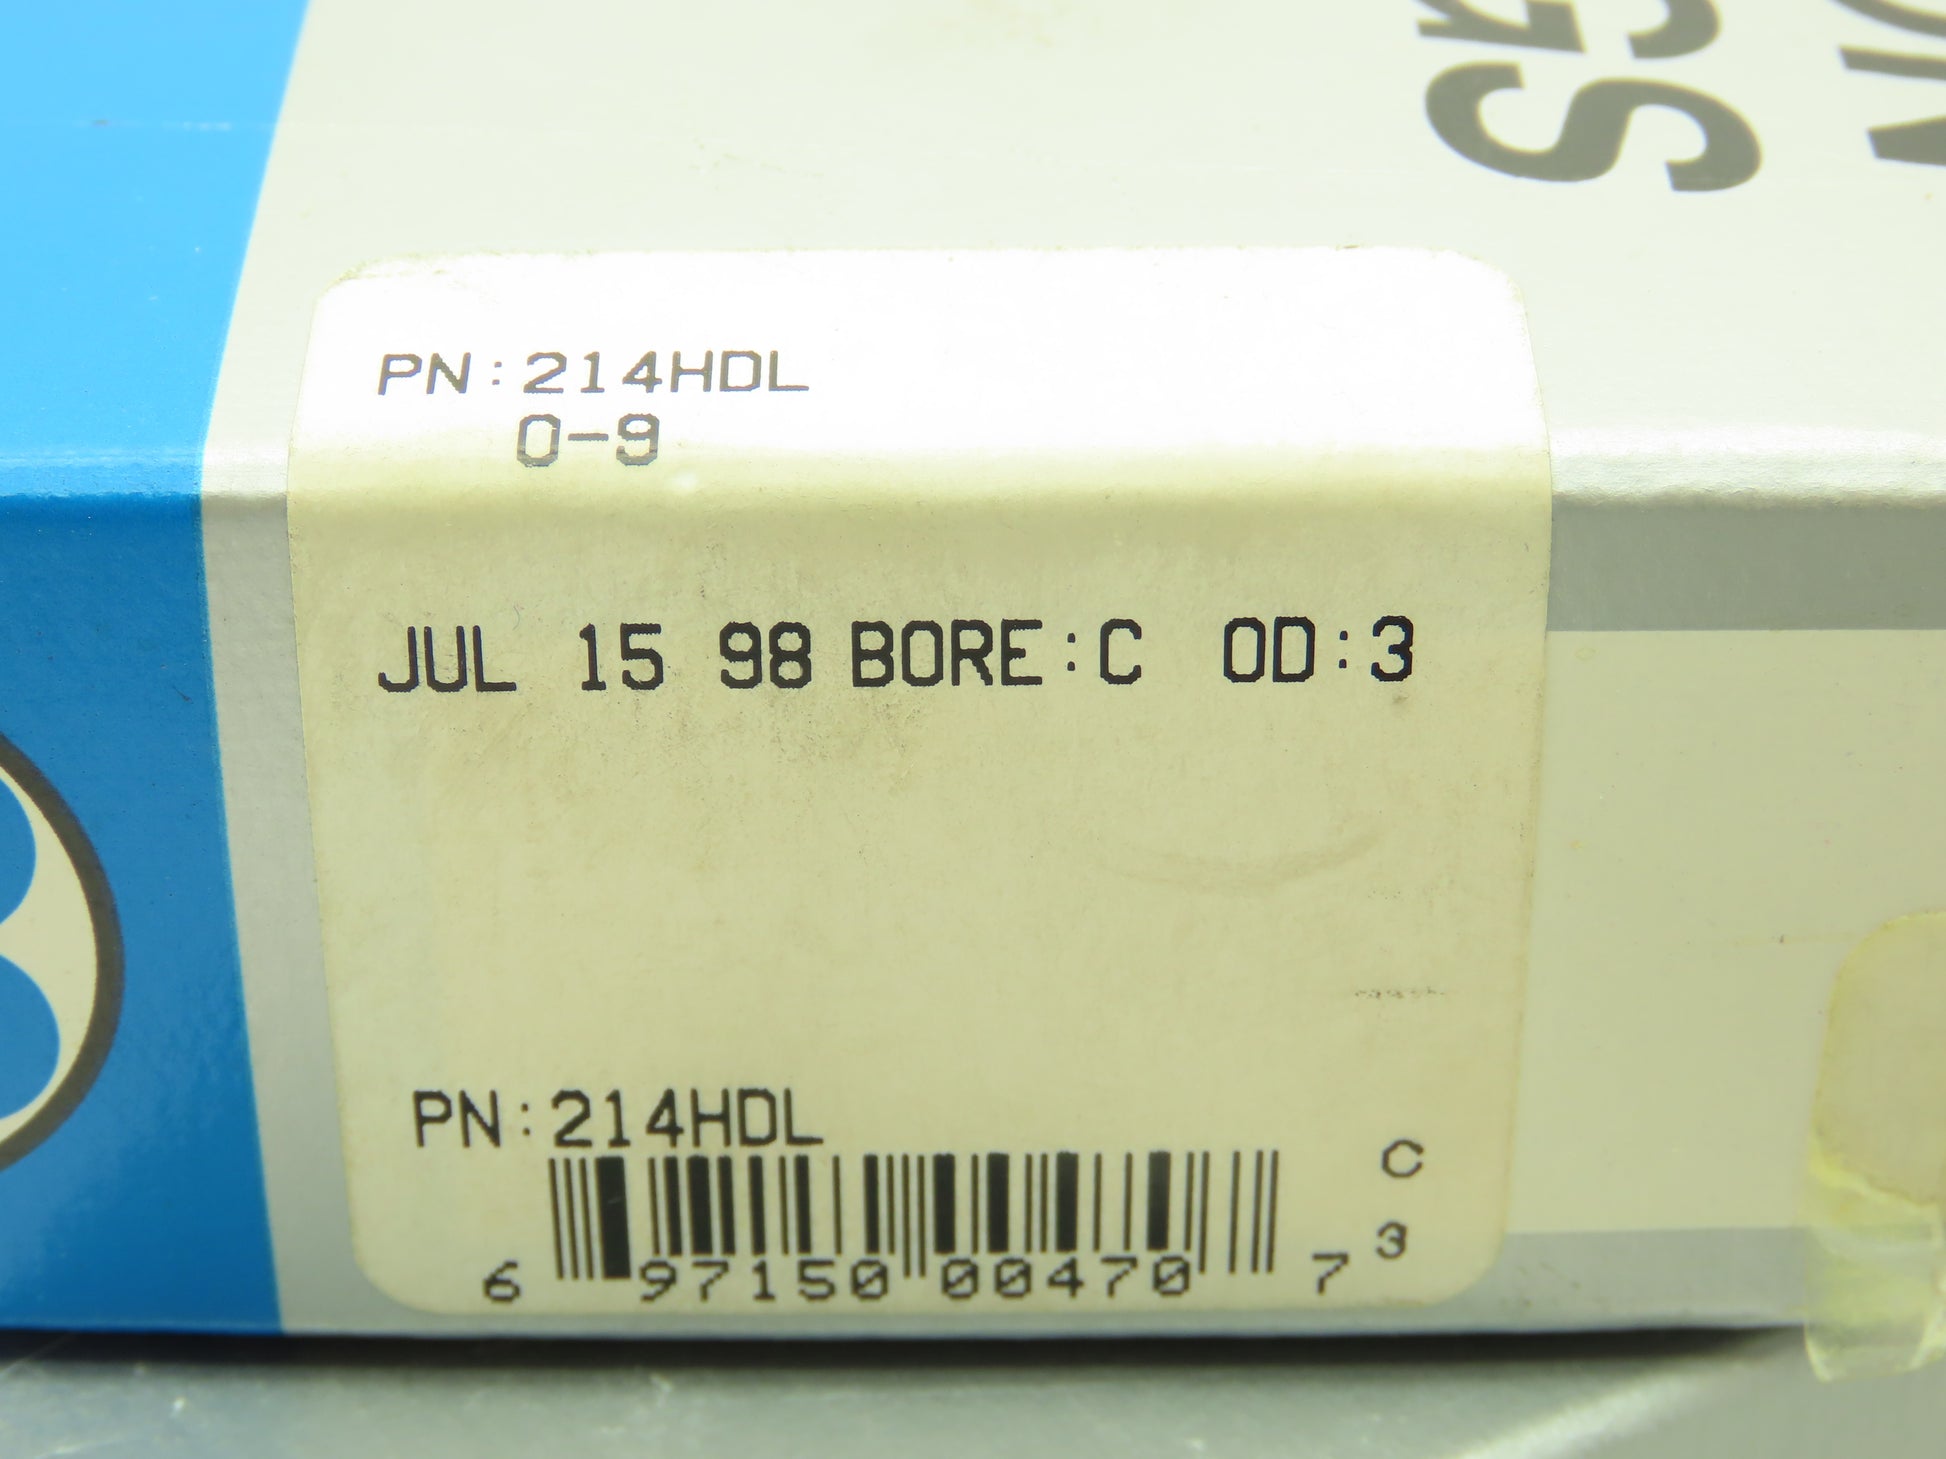 PN:214HDL
0-9
JUL 15 98 BORE:C OD:3
PN:214HDL
C
3
6 97150 00470 7